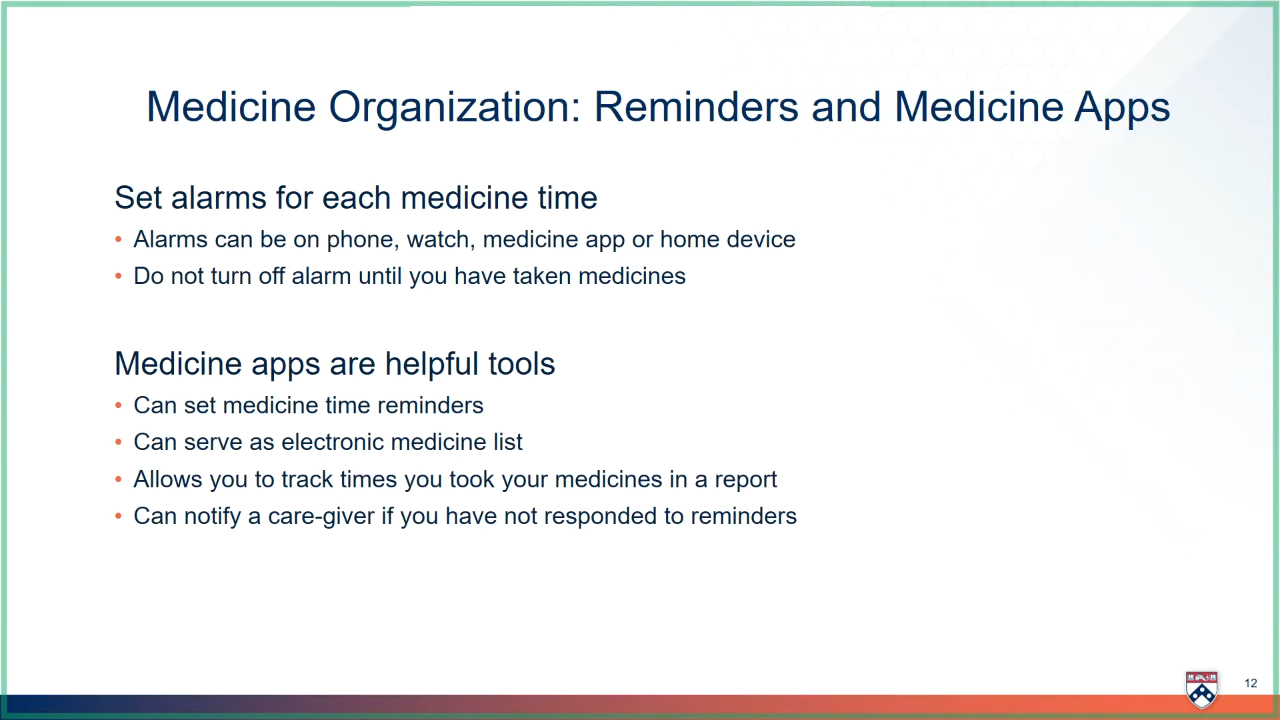 Medicine Organization: Reminders and Medicine Apps
Set alarms for each medicine time
• Alarms can be on phone, watch, medicine app or home device
• Do not turn off alarm until you have taken medicines
Medicine apps are helpful tools
• Can set medicine time reminders
• Can serve as electronic medicine list
• Allows you to track times you took your medicines in a report
• Can notify a care-giver if you have not responded to reminders
12